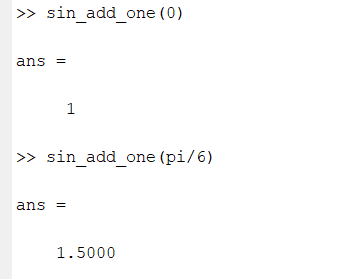 >> sin_add_one(0)
ans =
1
>> sin_add_one(pi/6)
ans =
1.5000